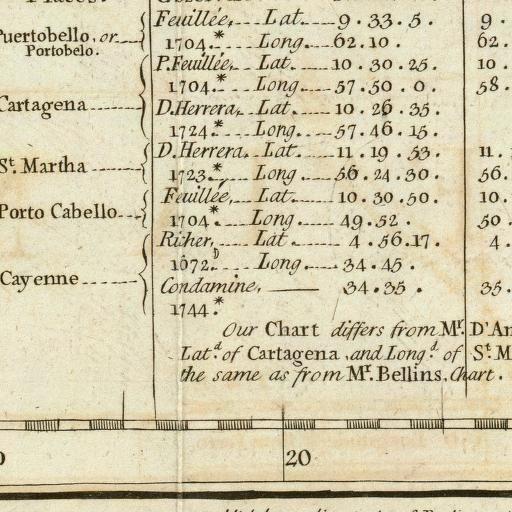 Feuillée, Lat. 9.33.5. 9.
Puertobello, or 1704.* Long. 62.10. 62.
Portobelo.
P. Feuillée, Lat. 10.30.25. 10.
1704.* Long. 57.50.0. 58.
Cartagena D. Herrera, Lat. 10.26.35.
1724.* Long. 57.46.15.
D. Herrera, Lat. 11.19.53. 11.
St. Martha 1723.* Long. 56.24.30. 56.
Feuillée, Lat. 10.30.50. 10.
Porto Cabello 1704.* Long. 49.52. 50.
Richer, Lat. 4.56.17. 4.
1672.D Long. 34.45.
Cayenne Condamine, 34.35. 35.
1744.*
Our Chart differs from Mr. D'An
Lat.d of Cartagena, and Long.d of St. M
the same as from Mr. Bellins, Chart.
20